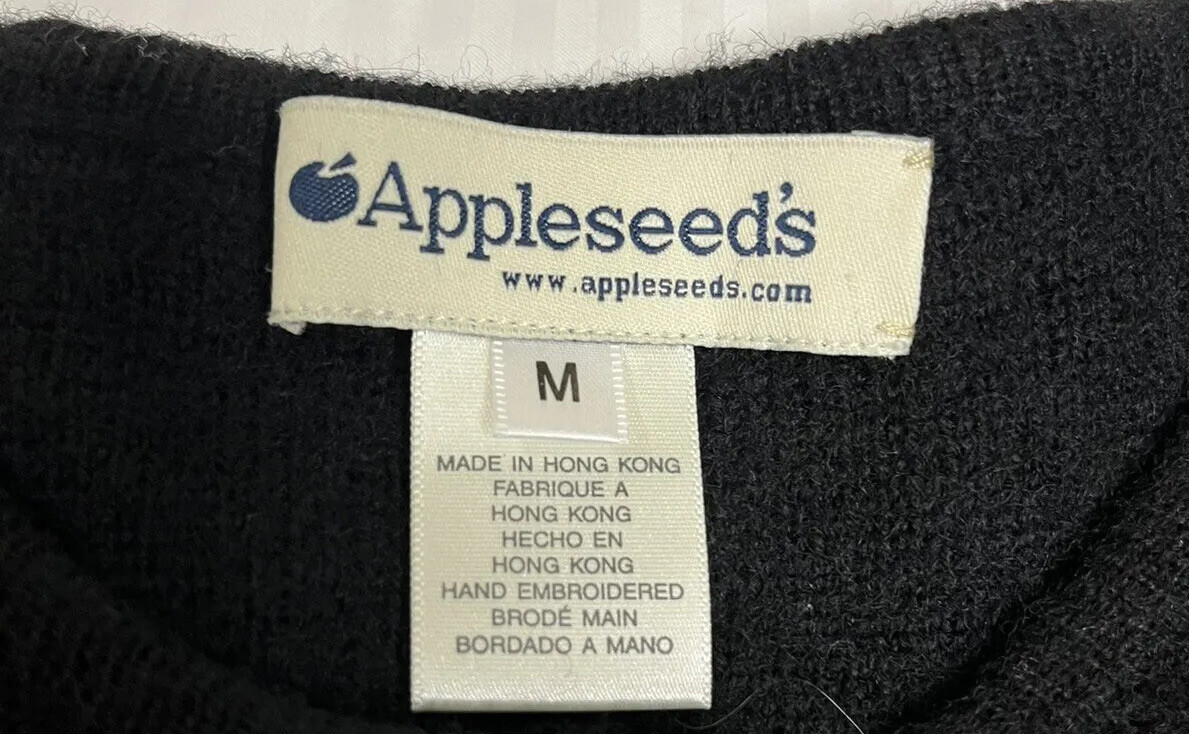 Appleseed's
www.appleseeds.com
M
MADE IN HONG KONG
FABRIQUE A
HONG KONG
HECHO EN
HONG KONG
HAND EMBROIDERED
BRODÉ MAIN
BORDADO A MANO